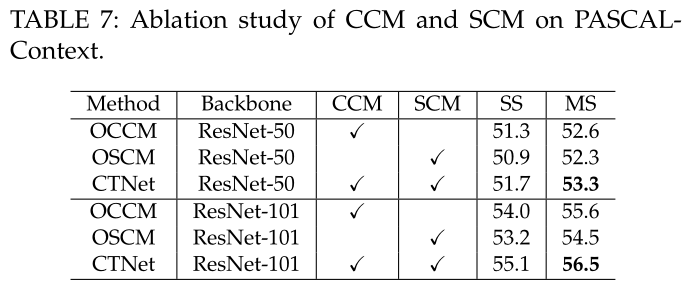 TABLE 7: Ablation study of CCM and SCM on PASCAL-
Context.
Method Backbone CCM SCM SS MS
OCCM ResNet-50 ✓ 51.3 52.6
OSCM ResNet-50 ✓ 50.9 52.3
CTNet ResNet-50 ✓ ✓ 51.7 53.3
OCCM ResNet-101 ✓ 54.0 55.6
OSCM ResNet-101 ✓ 53.2 54.5
CTNet ResNet-101 ✓ ✓ 55.1 56.5